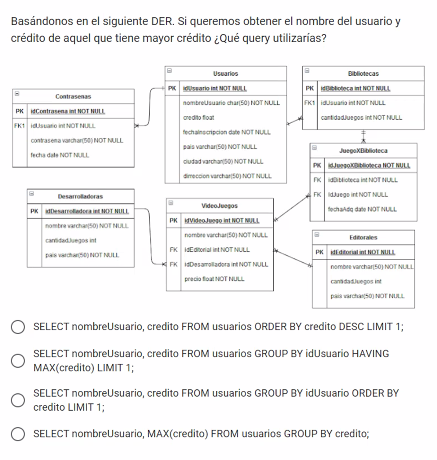 Basándonos en el siguiente DER. Si queremos obtener el nombre del usuario y
crédito de aquel que tiene mayor crédito ¿Qué query utilizarías?
Contrasenas
PK idContrasena int NOT NULL
FK1 idUsuario int NOT NULL
contrasena varchar(50) NOT NULL
fecha date NOT NULL
Usuarios
PK idUsuario int NOT NULL
nombreUsuario char(50) NOT NULL
credito float
fechaInscripcion date NOT NULL
pais varchar(50) NOT NULL
ciudad varchar(50) NOT NULL
direccion varchar(50) NOT NULL
Bibliotecas
PK idBiblioteca int NOT NULL
FK1 idUsuario int NOT NULL
cantidadJuegos int NOT NULL
JuegoXBiblioteca
PK idJuegoXBiblioteca NOT NULL
FK idBiblioteca int NOT NULL
FK idJuego int NOT NULL
fechaAdq date NOT NULL
Desarrolladoras
PK idDesarrolladora int NOT NULL
nombre varchar(50) NOT NULL
cantidadJuegos int
pais varchar(50) NOT NULL
VideoJuegos
PK idVideoJuego int NOT NULL
nombre varchar(50) NOT NULL
FK idEditorial int NOT NULL
FK idDesarrolladora int NOT NULL
precio float NOT NULL
Editoriales
PK idEditorial int NOT NULL
nombre varchar(50) NOT NULL
cantidadJuegos int
pais varchar(50) NOT NULL
SELECT nombreUsuario, credito FROM usuarios ORDER BY credito DESC LIMIT 1;
SELECT nombreUsuario, credito FROM usuarios GROUP BY idUsuario HAVING
MAX(credito) LIMIT 1;
SELECT nombreUsuario, credito FROM usuarios GROUP BY idUsuario ORDER BY
credito LIMIT 1;
SELECT nombreUsuario, MAX(credito) FROM usuarios GROUP BY credito;